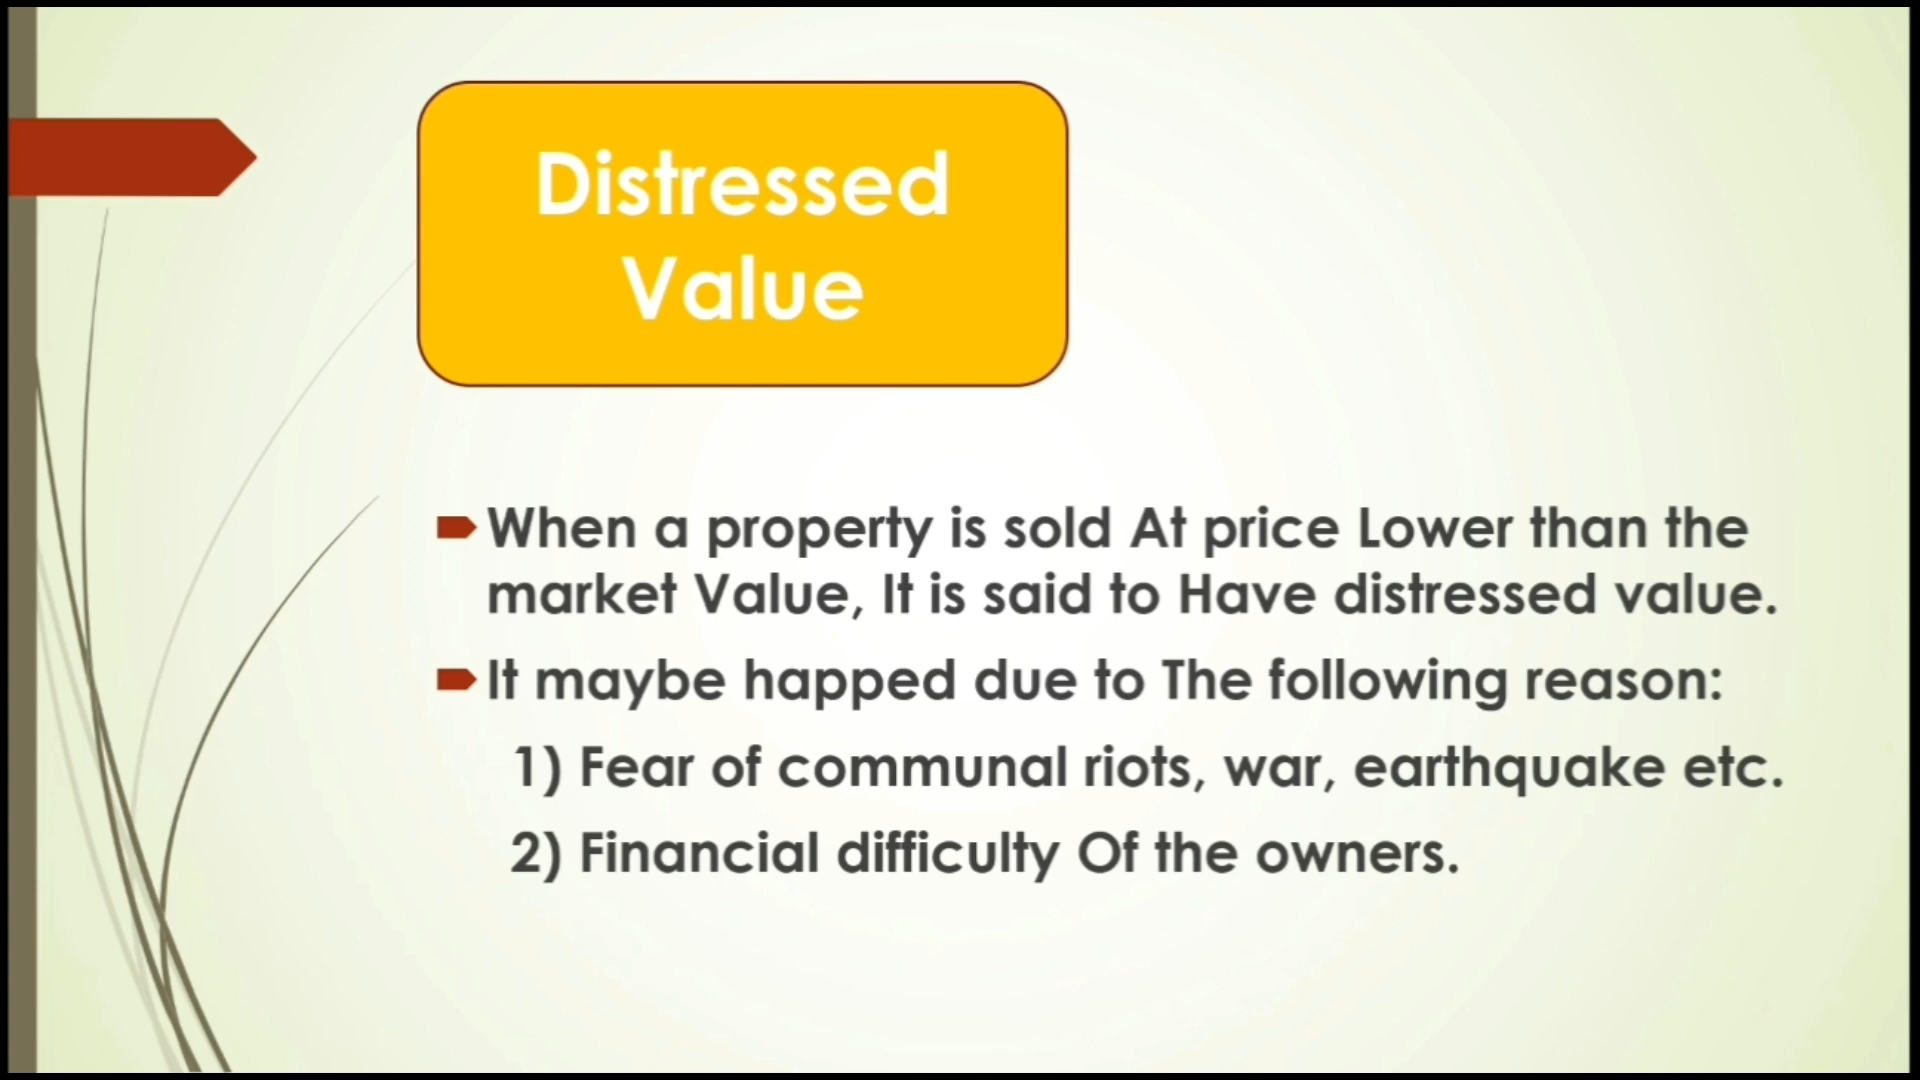 Distressed
Value
When a property is sold At price Lower than the
market Value, It is said to Have distressed value.
It maybe happed due to The following reason:
1) Fear of communal riots, war, earthquake etc.
2) Financial difficulty Of the owners.